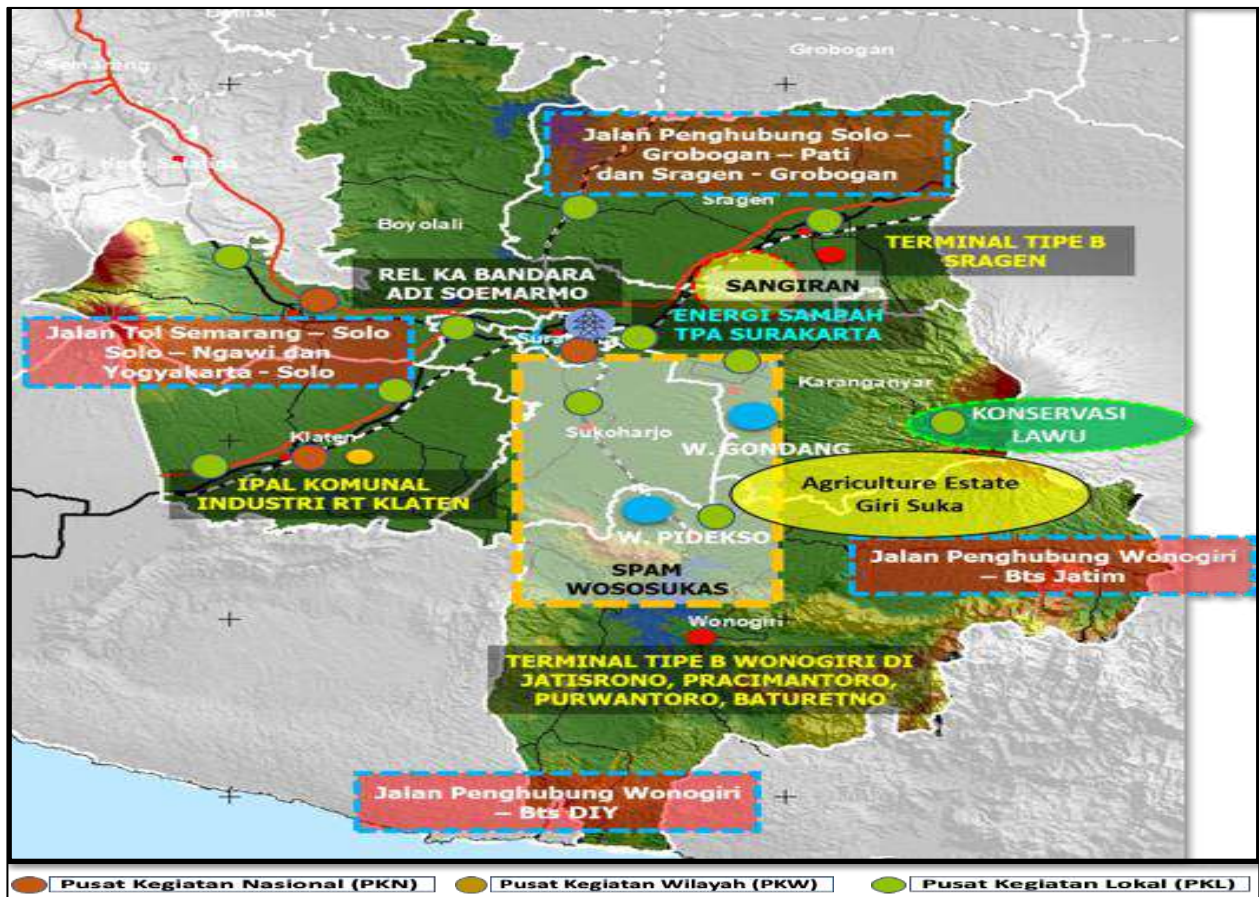 Grobogan
Semarang
Jalan Penghubung Solo –
Grobogan – Pati
dan Sragen - Grobogan
Sragen
Boyolali
TERMINAL TIPE B
SRAGEN
REL KA BANDARA
ADI SOEMARMO
SANGIRAN
ENERGI SAMPAH
TPA SURAKARTA
Jalan Tol Semarang – Solo
Solo – Ngawi dan
Yogyakarta - Solo
Karanganyar
KONSERVASI
LAWU
Klaten
Sukoharjo
W. GONDANG
IPAL KOMUNAL
INDUSTRI RT KLATEN
Agriculture Estate
Giri Suka
W. PIDEKSO
Jalan Penghubung Wonogiri
– Bts Jatim
SPAM
WOSOSUKAS
Wonogiri
TERMINAL TIPE B WONOGIRI DI
JATISRONO, PRACIMANTORO,
PURWANTORO, BATURETNO
Jalan Penghubung Wonogiri
– Bts DIY
Pusat Kegiatan Nasional (PKN)
Pusat Kegiatan Wilayah (PKW)
Pusat Kegiatan Lokal (PKL)